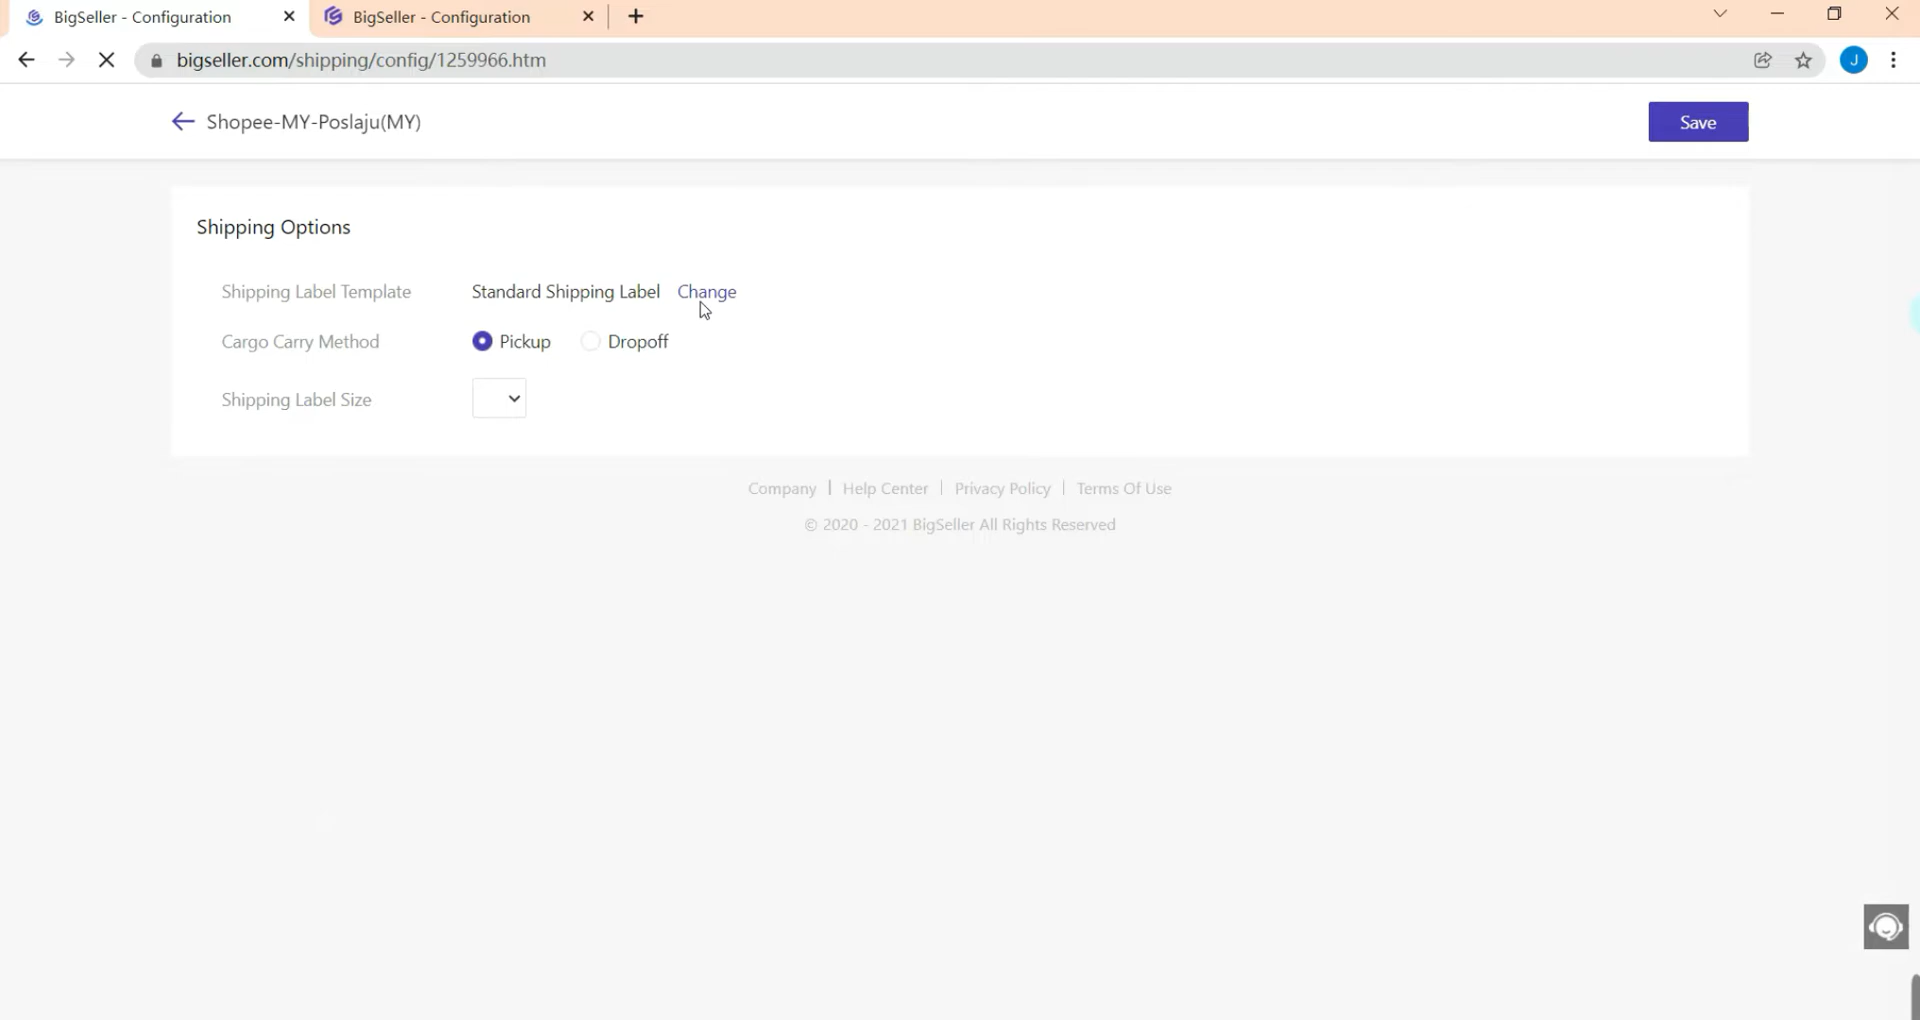 BigSeller - Configuration
BigSeller - Configuration
bigseller.com/shipping/config/1259966.htm
J
Shopee-MY-Poslaju(MY)
Save
Shipping Options
Shipping Label Template Standard Shipping Label Change
Cargo Carry Method Pickup Dropoff
Shipping Label Size
Company | Help Center | Privacy Policy | Terms Of Use
© 2020 - 2021 BigSeller All Rights Reserved